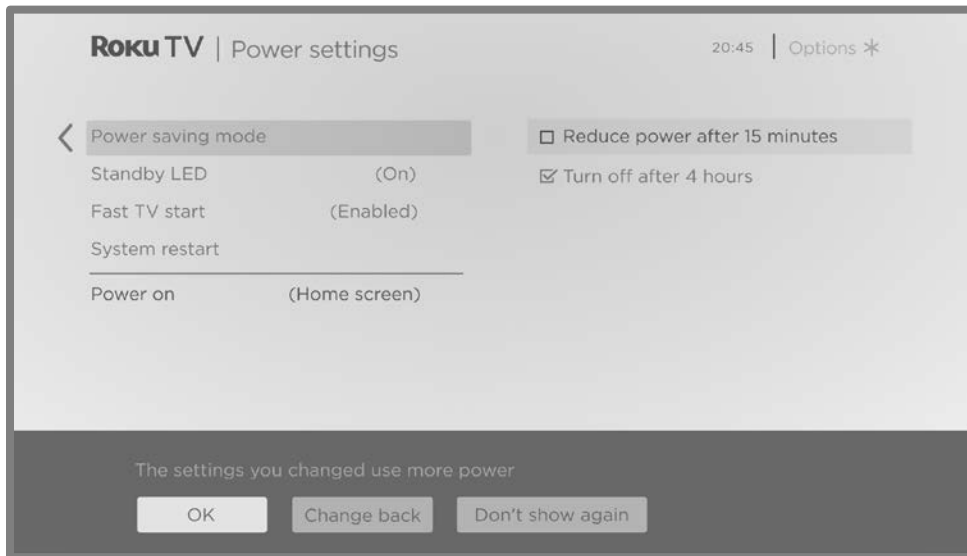 Roku TV | Power settings
20:45 | Options
Power saving mode
Standby LED (On)
Fast TV start (Enabled)
System restart
Power on (Home screen)
Reduce power after 15 minutes
Turn off after 4 hours
The settings you changed use more power
OK
Change back
Don't show again